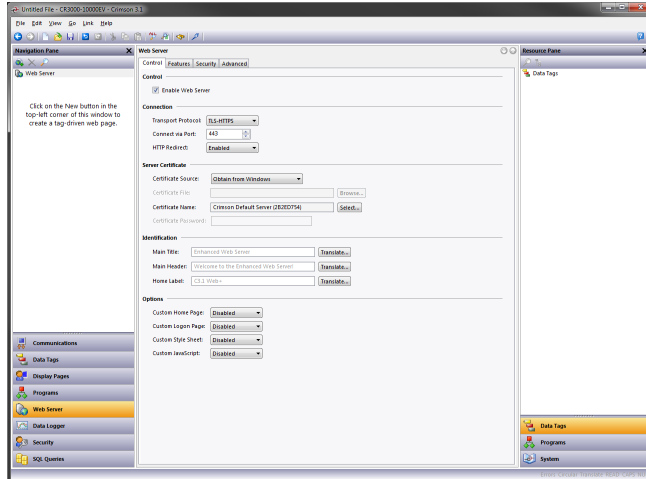 Untitled File - CR3000-10000EV - Crimson 3.1
File Edit View Go Link Help
Navigation Pane
Web Server
Click on the New button in the
top-left corner of this window to
create a tag-driven web page.
Communications
Data Tags
Display Pages
Programs
Web Server
Data Logger
Security
SQL Queries
Web Server
Control Features Security Advanced
Control
Enable Web Server
Connection
Transport Protocol: TLS-HTTPS
Connect via Port: 443
HTTP Redirect: Enabled
Server Certificate
Certificate Source: Obtain from Windows
Certificate File: Browse...
Certificate Name: Crimson Default Server (2B2ED754) Select...
Certificate Password:
Identification
Main Title: Enhanced Web Server Translate...
Main Header: Welcome to the Enhanced Web Server! Translate...
Home Label: C3.1 Web+ Translate...
Options
Custom Home Page: Disabled
Custom Logon Page: Disabled
Custom Style Sheet: Disabled
Custom JavaScript: Disabled
Resource Pane
Data Tags
Data Tags
Programs
System
Errors Circular Translate READ CAPS NU